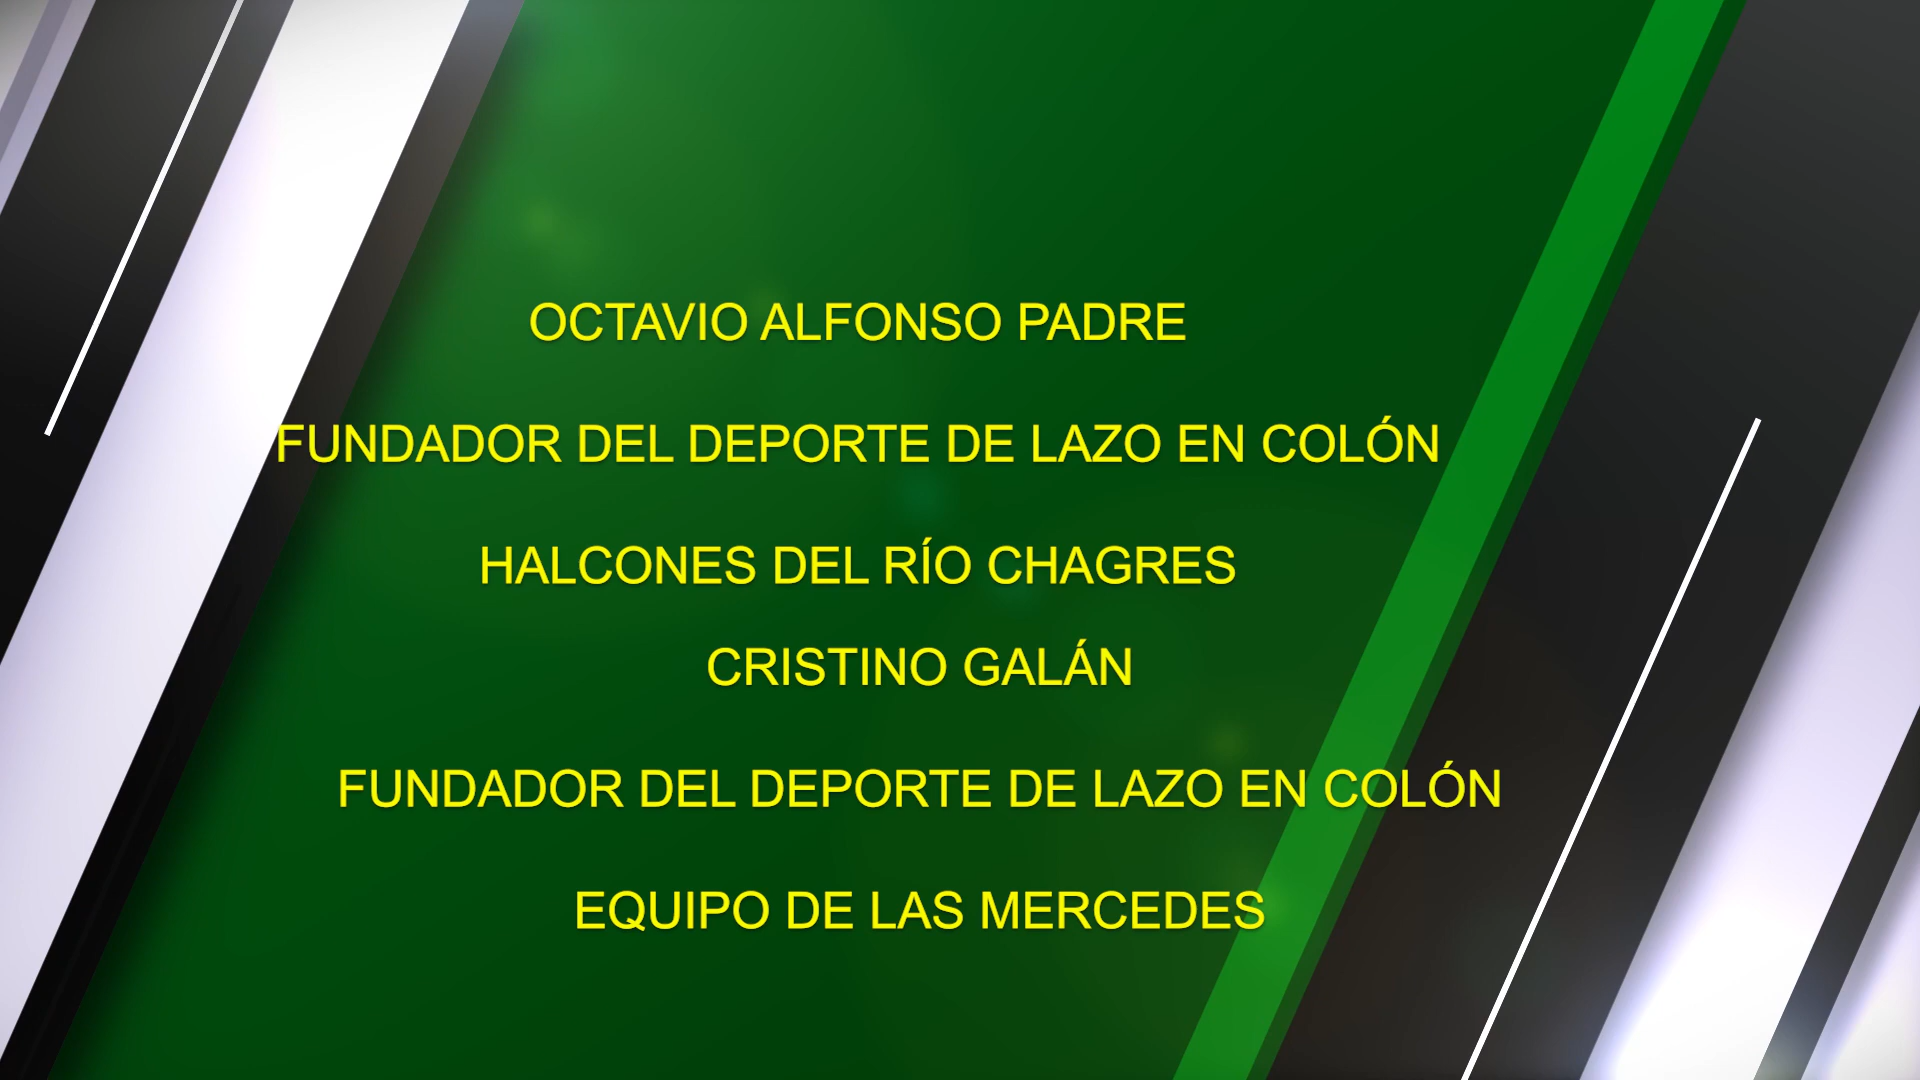 OCTAVIO ALFONSO PADRE
FUNDADOR DEL DEPORTE DE LAZO EN COLÓN
HALCONES DEL RÍO CHAGRES
CRISTINO GALÁN
FUNDADOR DEL DEPORTE DE LAZO EN COLÓN
EQUIPO DE LAS MERCEDES